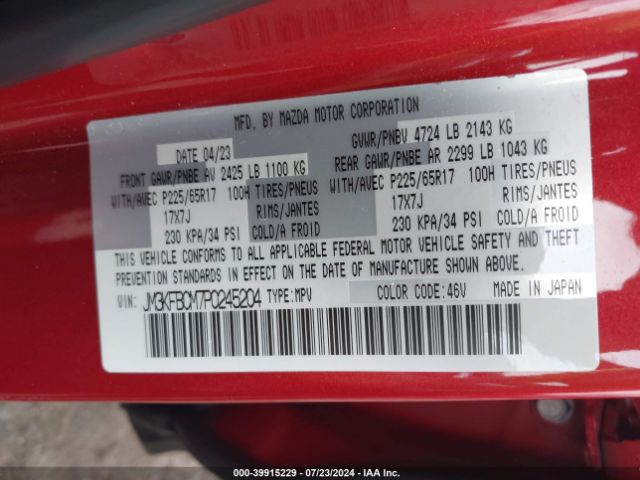 MFD. BY MAZDA MOTOR CORPORATION
DATE 04/23 GVWR/PNBV 4724 LB 2143 KG
FRONT GAWR/PNBE AV 2425 LB 1100 KG REAR GAWR/PNBE AR 2299 LB 1043 KG
WITH/AVEC P225/65R17 100H TIRES/PNEUS WITH/AVEC P225/65R17 100H TIRES/PNEUS
17X7J RIMS/JANTES 17X7J RIMS/JANTES
230 KPA/34 PSI COLD/A FROID 230 KPA/34 PSI COLD/A FROID
THIS VEHICLE CONFORMS TO ALL APPLICABLE FEDERAL MOTOR VEHICLE SAFETY AND THEFT
PREVENTION STANDARDS IN EFFECT ON THE DATE OF MANUFACTURE SHOWN ABOVE.
VIN: JM3KFBCM7P0245204 TYPE:MPV COLOR CODE:46V MADE IN JAPAN
000-39915229 - 07/23/2024 - IAA Inc.